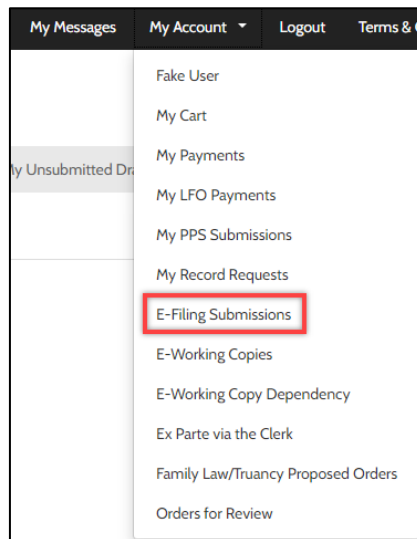 My Messages My Account Logout Terms &
Fake User
My Cart
My Payments
My Unsubmitted
My LFO Payments
My PPS Submissions
My Record Requests
E-Filing Submissions
E-Working Copies
E-Working Copy Dependency
Ex Parte via the Clerk
Family Law/Truancy Proposed Orders
Orders for Review